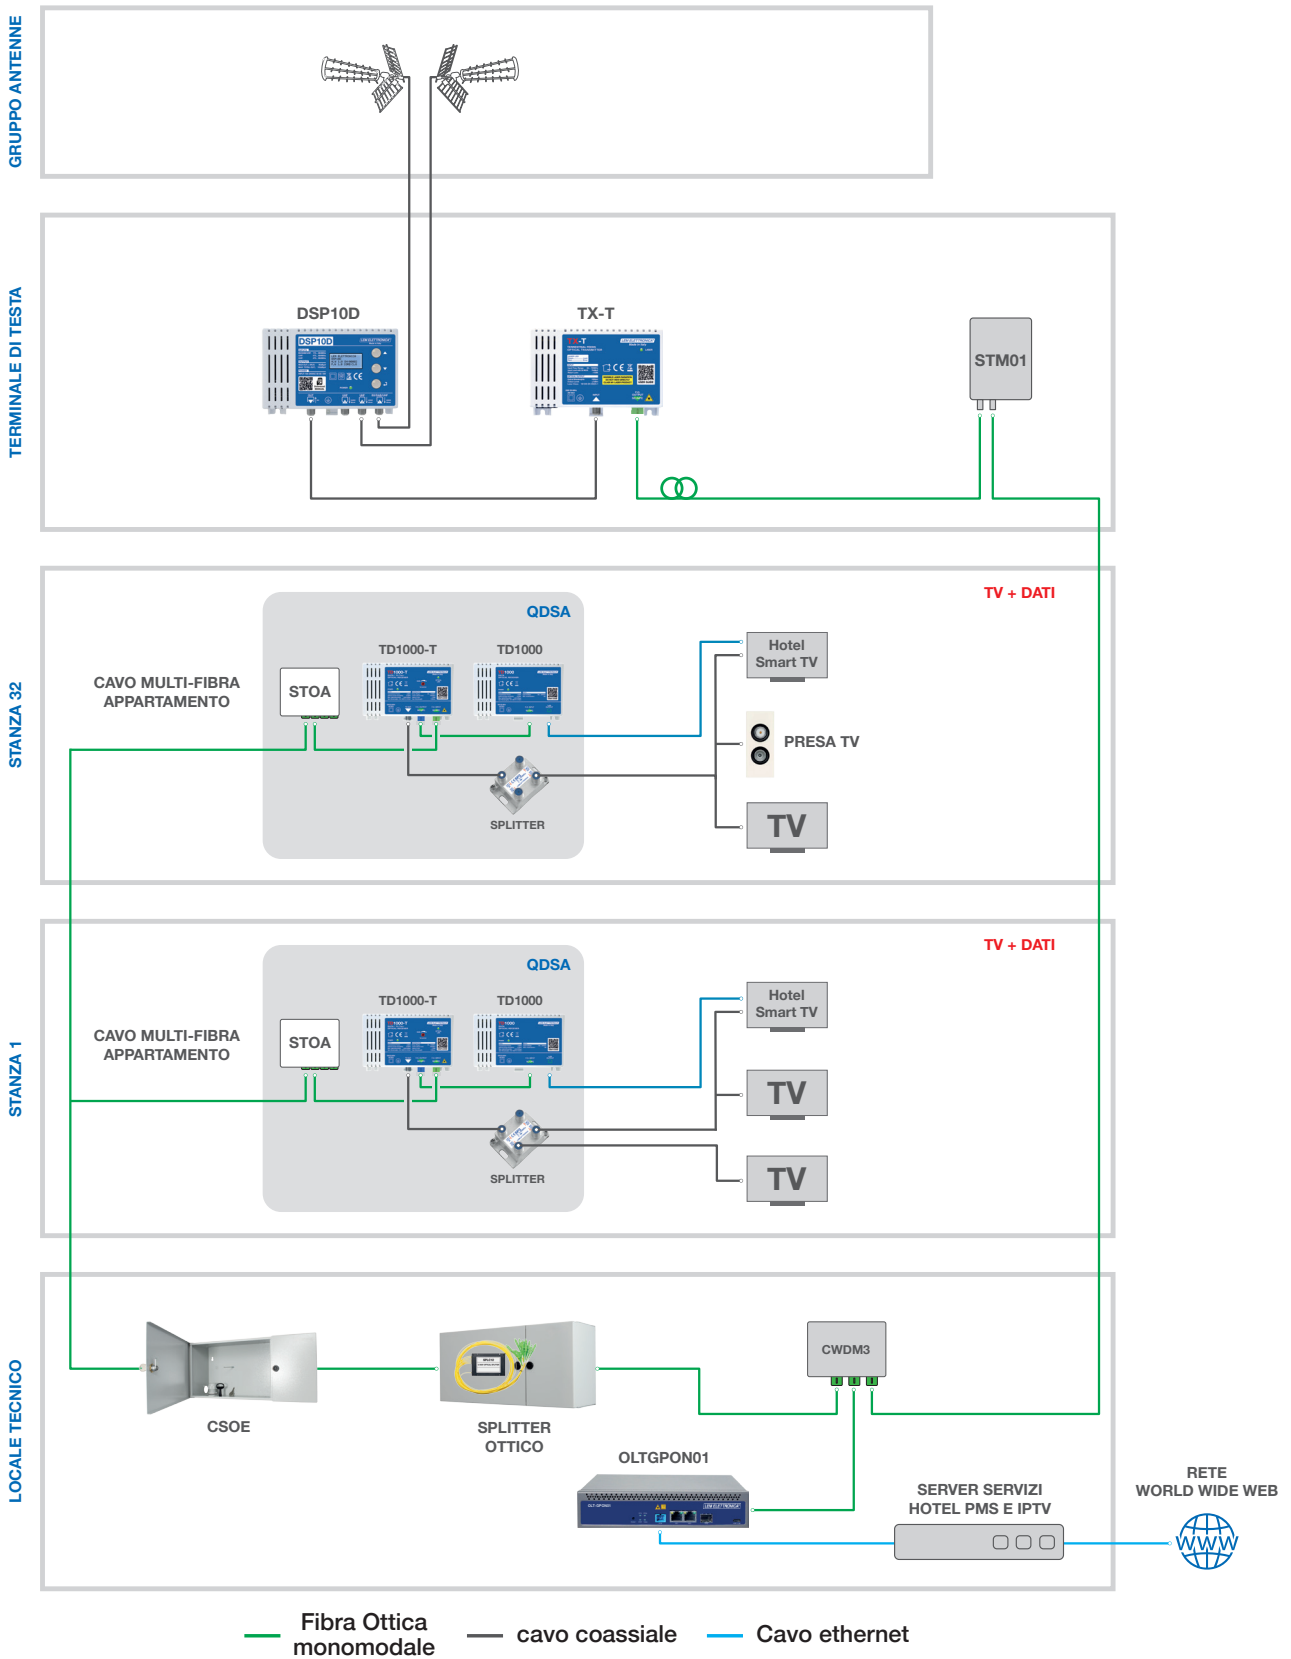 GRUPPO ANTENNE
TERMINALE DI TESTA
DSP10D
DSP10D
TX-T
TX-T
STM01
STANZA 32
TV + DATI
QDSA
TD1000-T
TD1000
CAVO MULTI-FIBRA
APPARTAMENTO
STOA
Hotel
Smart TV
PRESA TV
SPLITTER
TV
STANZA 1
TV + DATI
QDSA
TD1000-T
TD1000
CAVO MULTI-FIBRA
APPARTAMENTO
STOA
Hotel
Smart TV
TV
SPLITTER
TV
LOCALE TECNICO
CWDM3
CSOE
SPLITTER
OTTICO
OLTGPON01
SERVER SERVIZI
HOTEL PMS E IPTV
RETE
WORLD WIDE WEB
WWW
Fibra Ottica
monomodale
cavo coassiale
Cavo ethernet